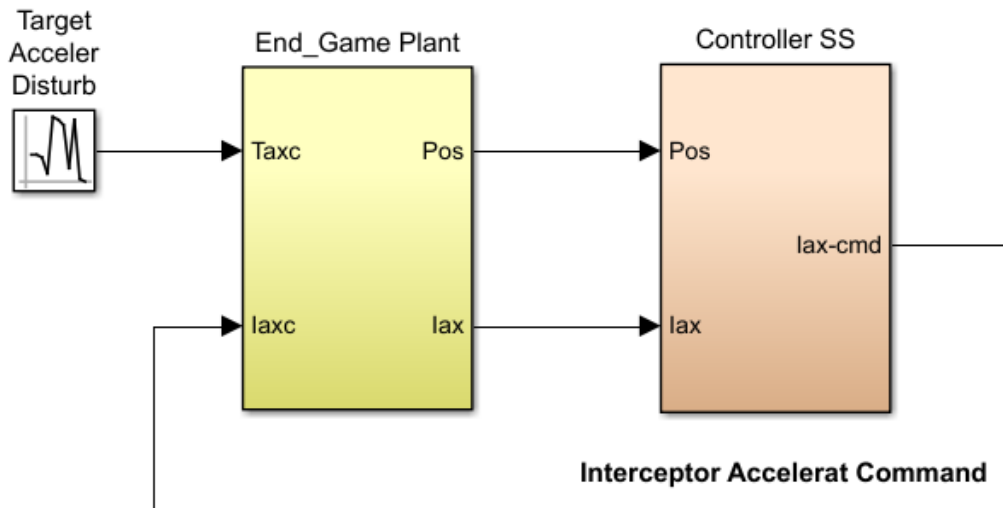 Target
Acceler
Disturb
End_Game Plant
Controller SS
Taxc
Pos
Pos
Iax-cmd
Iaxc
Iax
Iax
Interceptor Accelerat Command